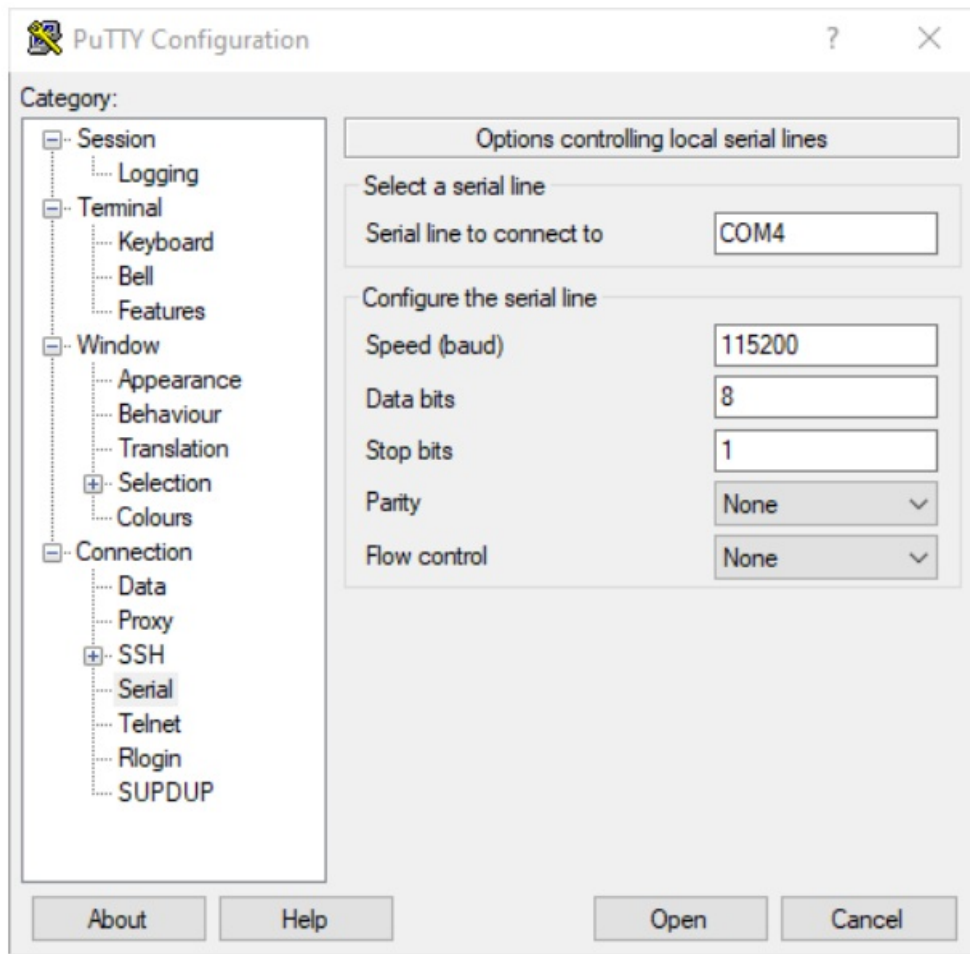 PuTTY Configuration
Category:
Session
Logging
Terminal
Keyboard
Bell
Features
Window
Appearance
Behaviour
Translation
Selection
Colours
Connection
Data
Proxy
SSH
Serial
Telnet
Rlogin
SUPDUP
Options controlling local serial lines
Select a serial line
Serial line to connect to COM4
Configure the serial line
Speed (baud) 115200
Data bits 8
Stop bits 1
Parity None
Flow control None
About Help Open Cancel